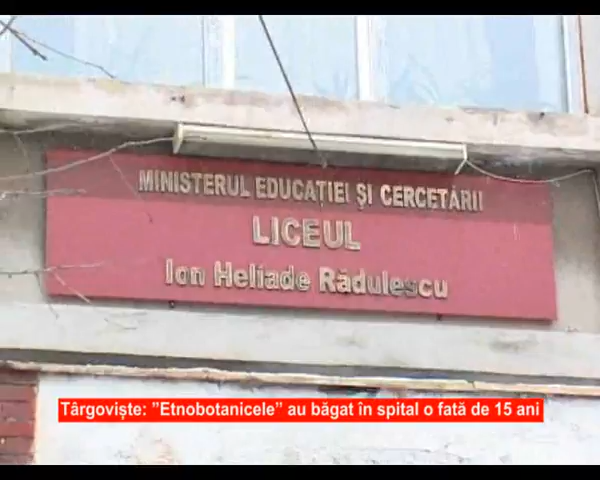 MINISTERUL EDUCAȚIEI ȘI CERCETĂRII
LICEUL
Ion Heliade Rădulescu
Târgoviște: ”Etnobotanicele” au băgat în spital o fată de 15 ani